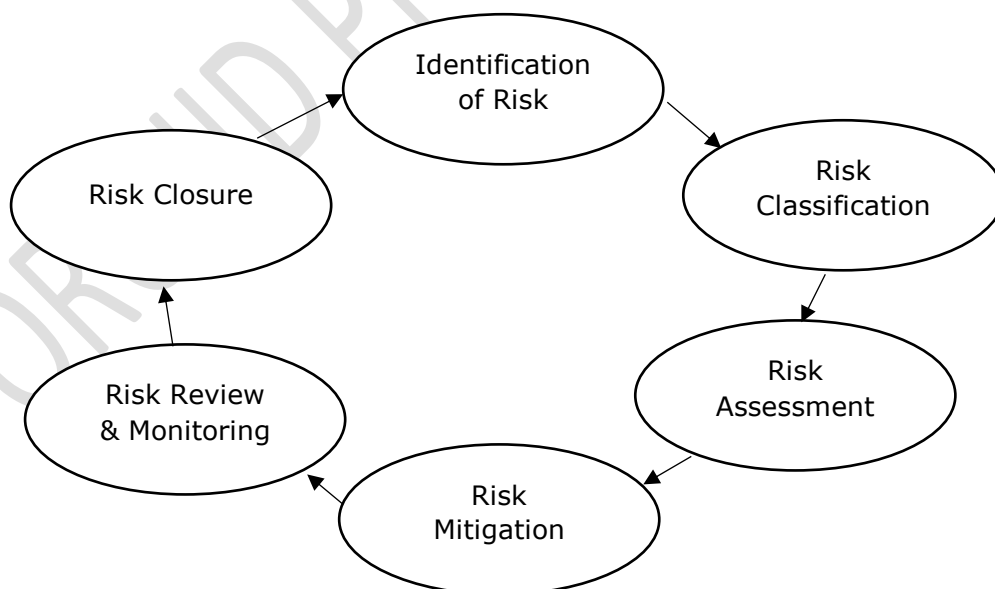 Identification
of Risk
Risk
Classification
Risk
Assessment
Risk
Mitigation
Risk Review
& Monitoring
Risk Closure